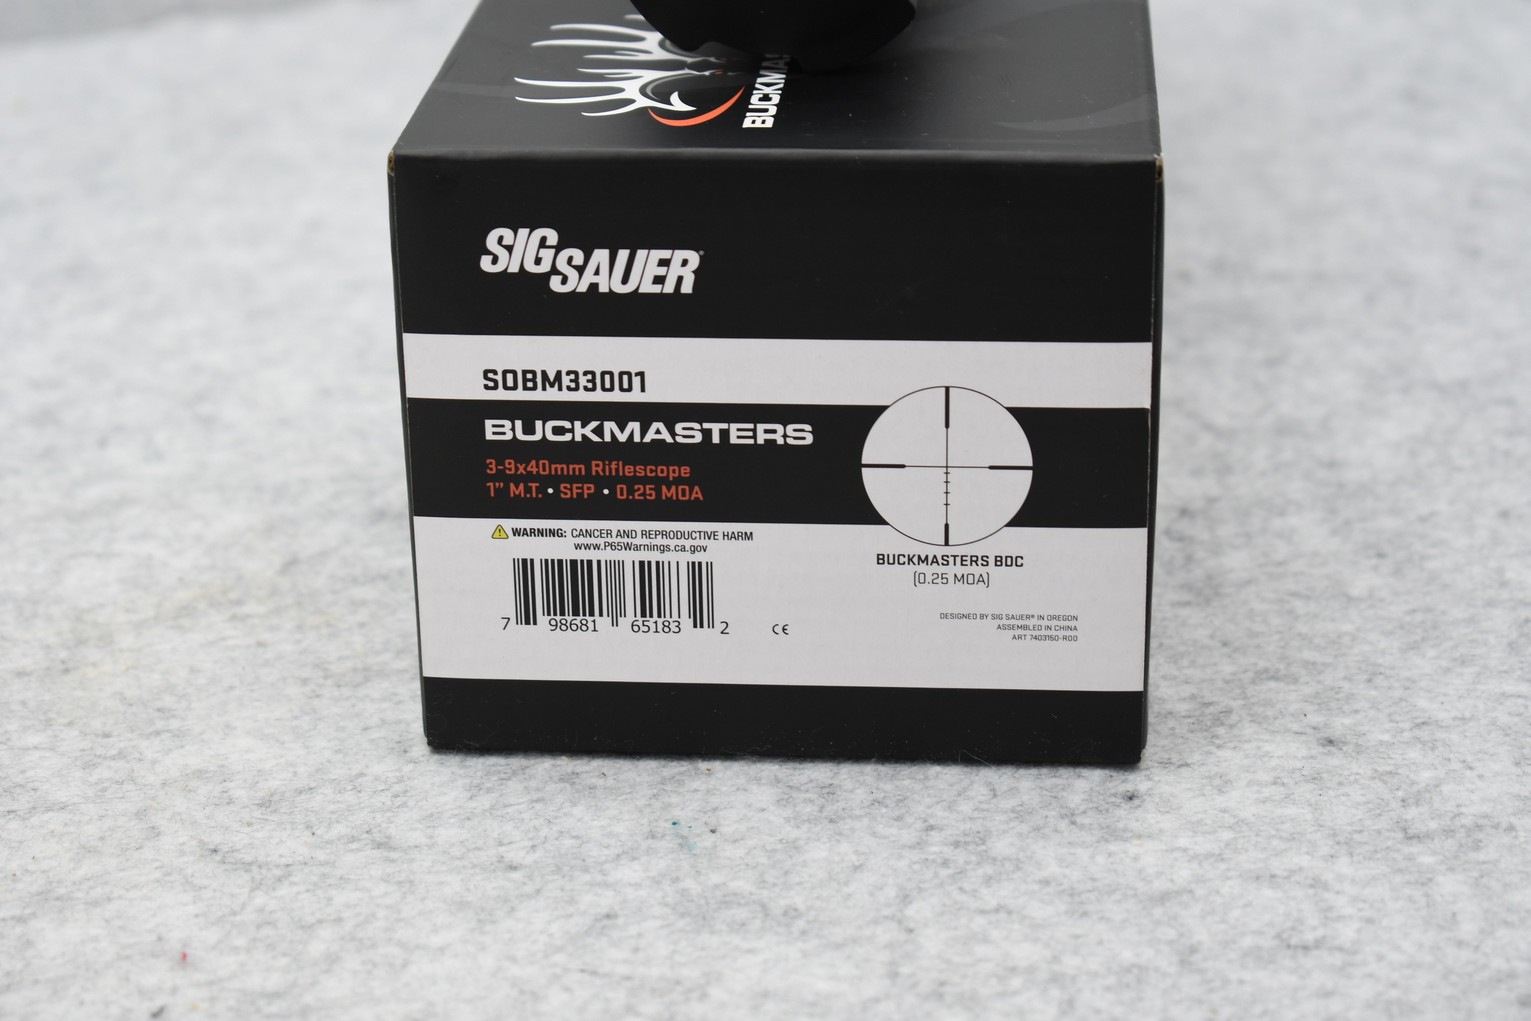 BUCKMAS
SIG SAUER®
SOBM33001
BUCKMASTERS
3-9x40mm Riflescope
1” M.T. • SFP • 0.25 MOA
WARNING: CANCER AND REPRODUCTIVE HARM
www.P65Warnings.ca.gov
7 98681 65183 2
CE
BUCKMASTERS BDC
(0.25 MOA)
DESIGNED BY SIG SAUER® IN OREGON
ASSEMBLED IN CHINA
ART 7403150-R00